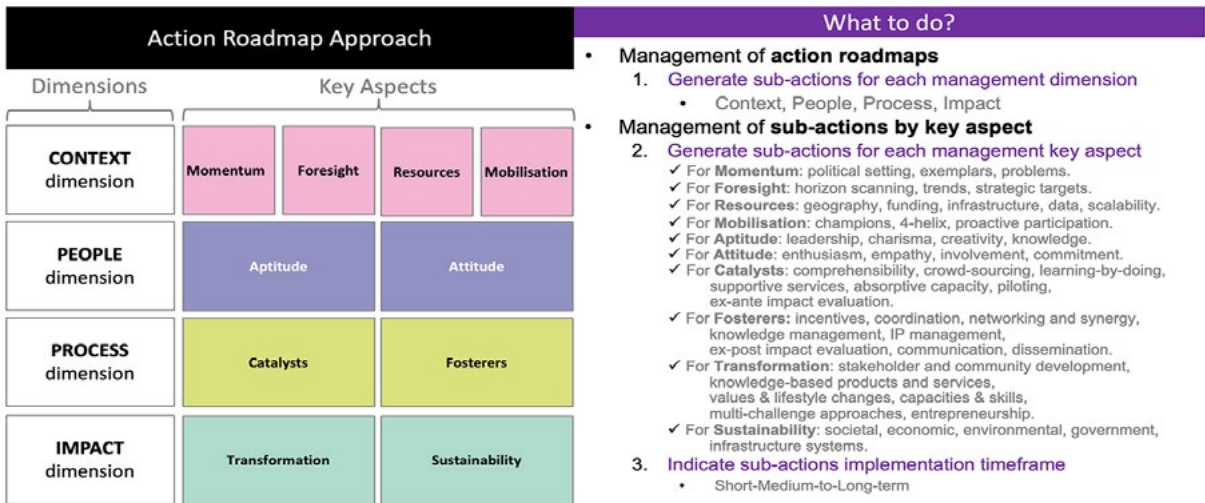 Action Roadmap Approach
Dimensions
Key Aspects
CONTEXT
dimension
Momentum
Foresight
Resources
Mobilisation
PEOPLE
dimension
Aptitude
Attitude
PROCESS
dimension
Catalysts
Fosterers
IMPACT
dimension
Transformation
Sustainability
What to do?
• Management of action roadmaps
1. Generate sub-actions for each management dimension
• Context, People, Process, Impact
• Management of sub-actions by key aspect
2. Generate sub-actions for each management key aspect
✓ For Momentum: political setting, exemplars, problems.
✓ For Foresight: horizon scanning, trends, strategic targets.
✓ For Resources: geography, funding, infrastructure, data, scalability.
✓ For Mobilisation: champions, 4-helix, proactive participation.
✓ For Aptitude: leadership, charisma, creativity, knowledge.
✓ For Attitude: enthusiasm, empathy, involvement, commitment.
✓ For Catalysts: comprehensibility, crowd-sourcing, learning-by-doing,
supportive services, absorptive capacity, piloting,
ex-ante impact evaluation.
✓ For Fosterers: incentives, coordination, networking and synergy,
knowledge management, IP management,
ex-post impact evaluation, communication, dissemination.
✓ For Transformation: stakeholder and community development,
knowledge-based products and services,
values & lifestyle changes, capacities & skills,
multi-challenge approaches, entrepreneurship.
✓ For Sustainability: societal, economic, environmental, government,
infrastructure systems.
3. Indicate sub-actions implementation timeframe
• Short-Medium-to-Long-term